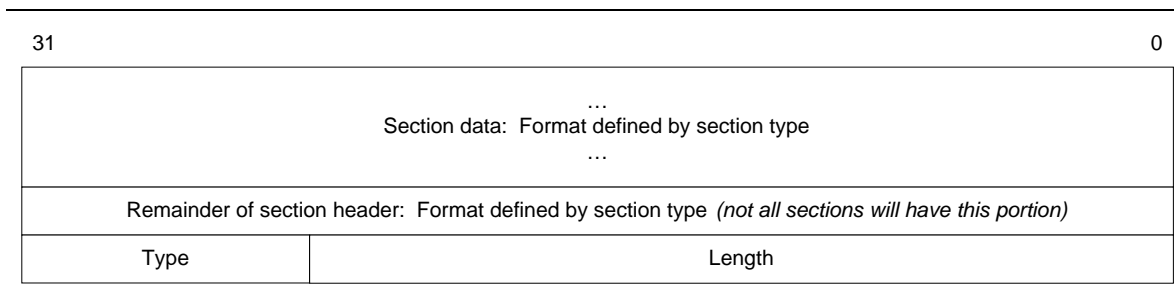 31 0
…
Section data:  Format defined by section type
…
Remainder of section header:  Format defined by section type (not all sections will have this portion)
Type Length